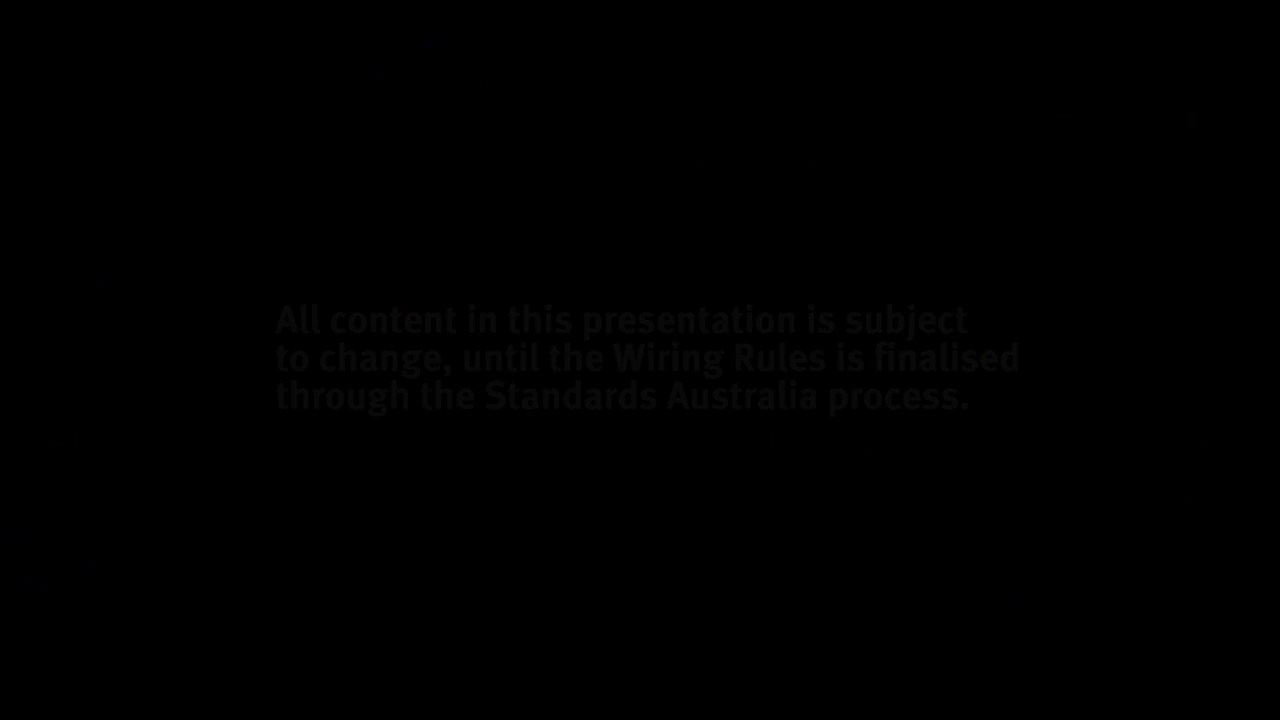 All content in this presentation is subject
to change, until the Wiring Rules is finalised
through the Standards Australia process.